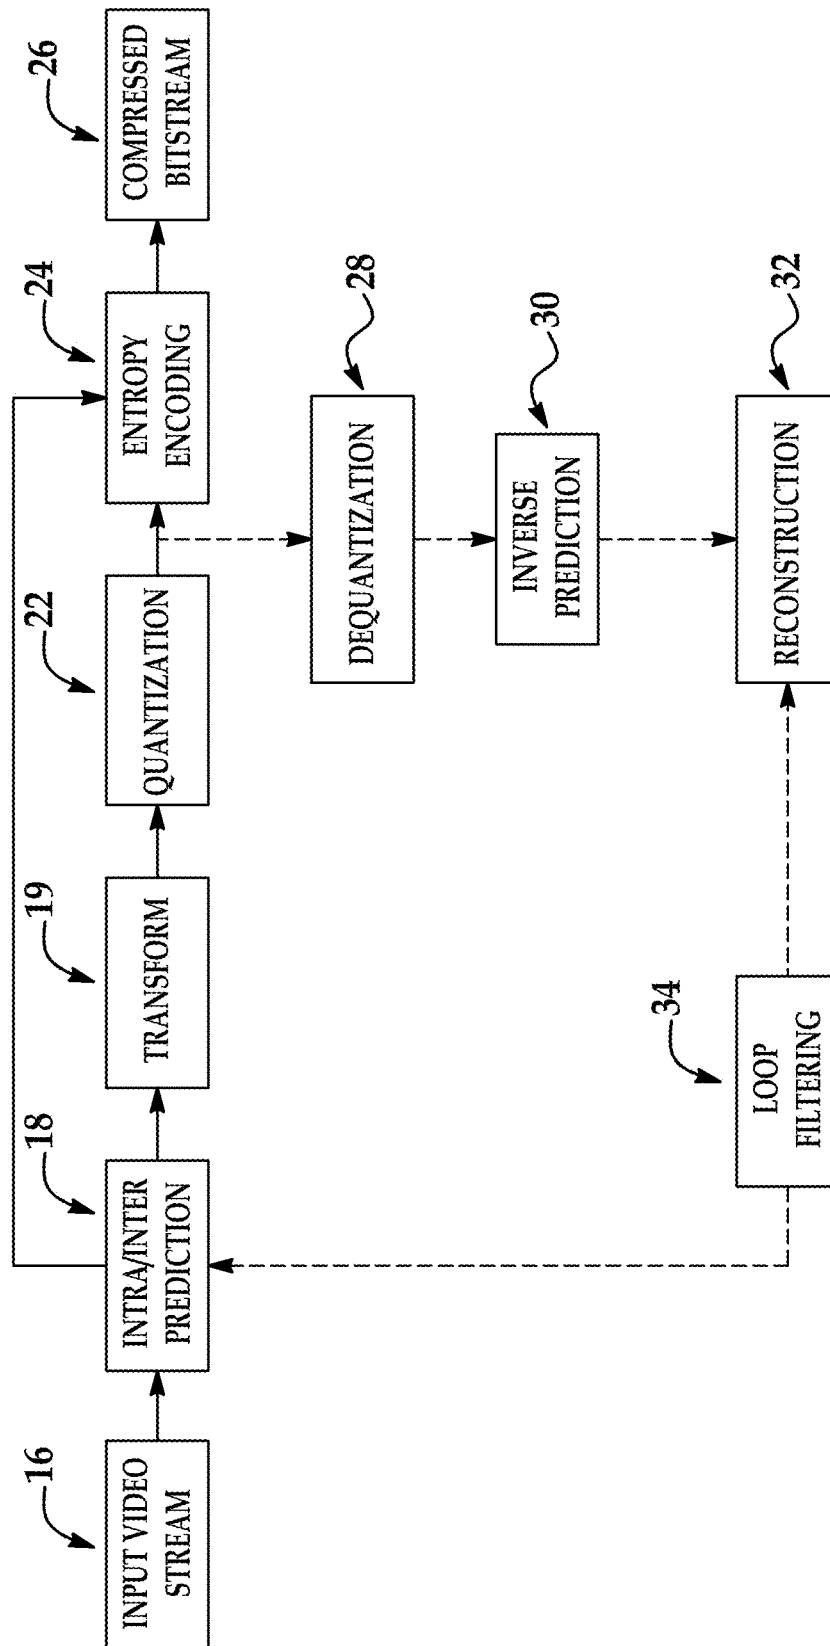 16
INPUT VIDEO
STREAM
18
INTRA/INTER
PREDICTION
19
TRANSFORM
22
QUANTIZATION
24
ENTROPY
ENCODING
26
COMPRESSED
BITSTREAM
28
DEQUANTIZATION
30
INVERSE
PREDICTION
34
LOOP
FILTERING
32
RECONSTRUCTION